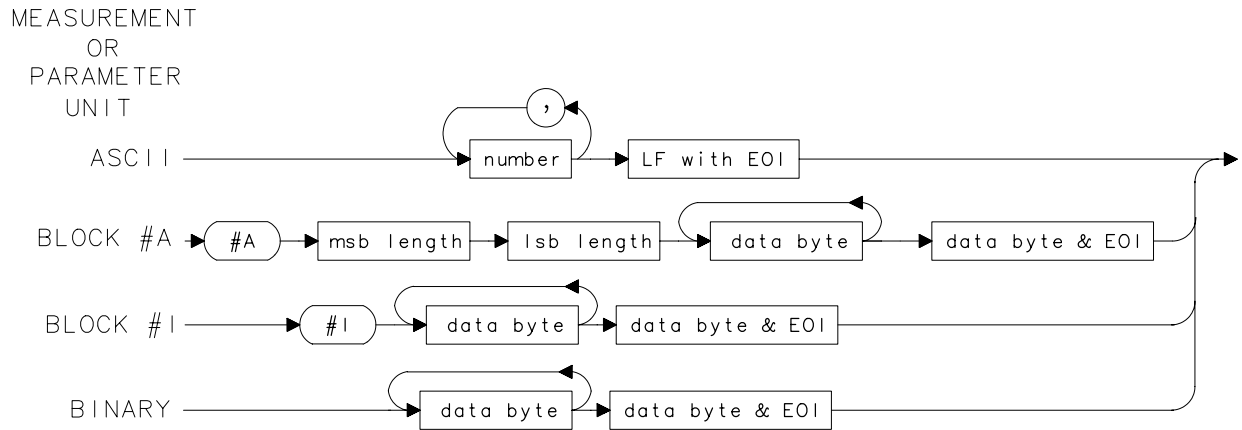 MEASUREMENT
OR
PARAMETER
UNIT
,
ASCII number LF with EOI
BLOCK #A #A msb length lsb length data byte data byte & EOI
BLOCK #I #I data byte data byte & EOI
BINARY data byte data byte & EOI